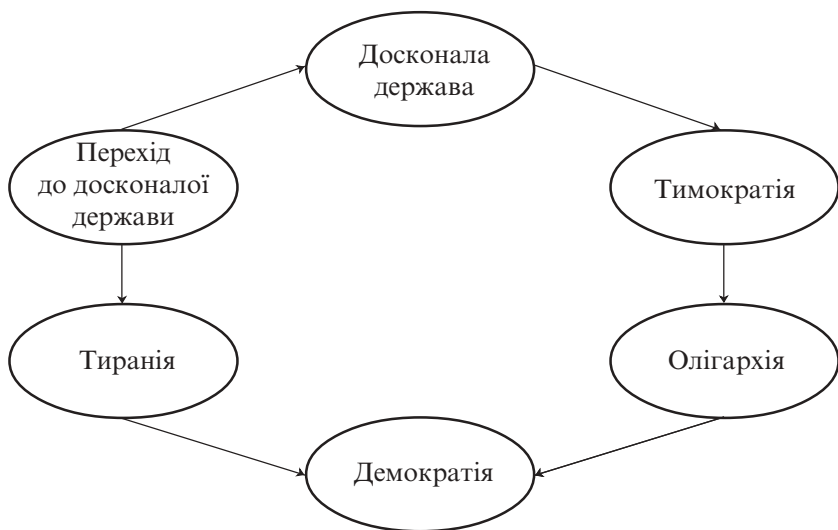 Досконала
держава
Перехід
до досконалої
держави
Тимократія
Тиранія
Олігархія
Демократія